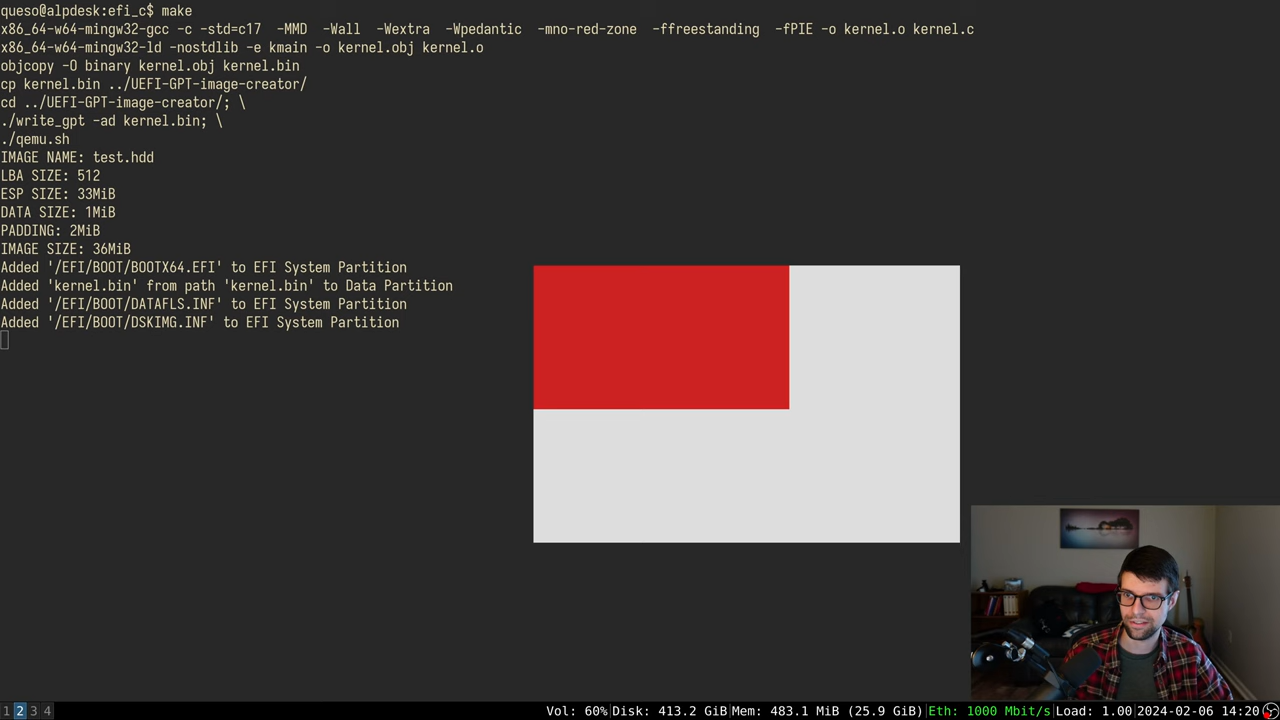 queso@alpdesk:efi_c$ make
x86_64-w64-mingw32-gcc -c -std=c17  -MMD  -Wall  -Wextra  -Wpedantic  -mno-red-zone  -ffreestanding  -fPIE -o kernel.o kernel.c
x86_64-w64-mingw32-ld -nostdlib -e kmain -o kernel.obj kernel.o
objcopy -O binary kernel.obj kernel.bin
cp kernel.bin ../UEFI-GPT-image-creator/
cd ../UEFI-GPT-image-creator/; \
./write_gpt -ad kernel.bin; \
./qemu.sh
IMAGE NAME: test.hdd
LBA SIZE: 512
ESP SIZE: 33MiB
DATA SIZE: 1MiB
PADDING: 2MiB
IMAGE SIZE: 36MiB
Added '/EFI/BOOT/BOOTX64.EFI' to EFI System Partition
Added 'kernel.bin' from path 'kernel.bin' to Data Partition
Added '/EFI/BOOT/DATAFLS.INF' to EFI System Partition
Added '/EFI/BOOT/DSKIMG.INF' to EFI System Partition
1 2 3 4 Vol: 60%|Disk: 413.2 GiB|Mem: 483.1 MiB (25.9 GiB)|Eth: 1000 Mbit/s|Load: 1.00|2024-02-06 14:20